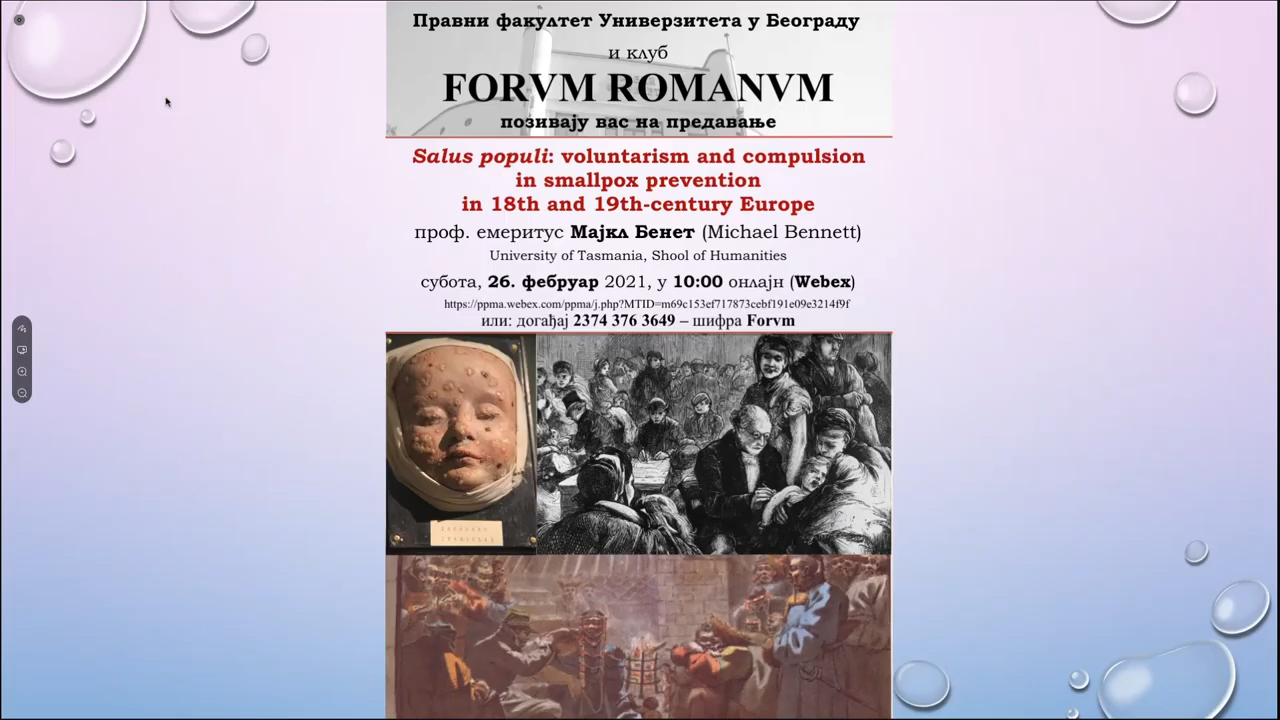 Правни факултет Универзитета у Београду
и клуб
FORVM ROMANVM
позивају вас на предавање
Salus populi: voluntarism and compulsion
in smallpox prevention
in 18th and 19th-century Europe
проф. емеритус Мајкл Бенет (Michael Bennett)
University of Tasmania, Shool of Humanities
субота, 26. фебруар 2021, у 10:00 онлајн (Webex)
https://ppma.webex.com/ppma/j.php?MTID=m69c153ef717873cebf191e09e3214f9f
или: догађај 2374 376 3649 – шифра Forvm